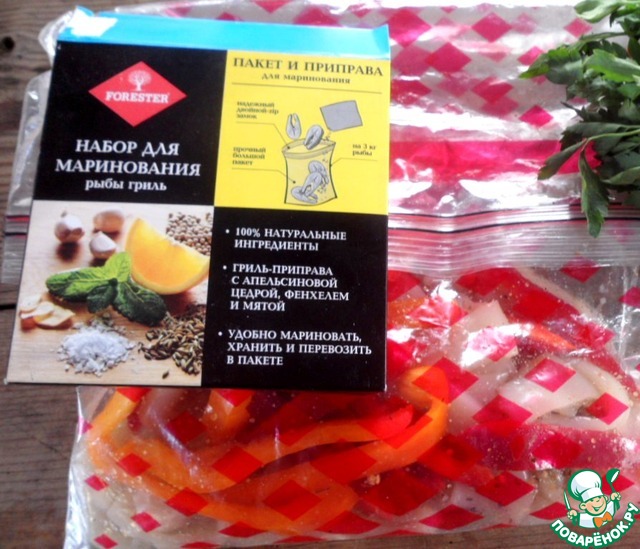 FORESTER
НАБОР ДЛЯ
МАРИНОВАНИЯ
рыбы гриль
ПАКЕТ И ПРИПРАВА
для маринования
надежный
двойной-zip
замок
прочный
большой
пакет
на 3 кг
рыбы
• 100% НАТУРАЛЬНЫЕ
ИНГРЕДИЕНТЫ
• ГРИЛЬ-ПРИПРАВА
С АПЕЛЬСИНОВОЙ
ЦЕДРОЙ, ФЕНХЕЛЕМ
И МЯТОЙ
• УДОБНО МАРИНОВАТЬ,
ХРАНИТЬ И ПЕРЕВОЗИТЬ
В ПАКЕТЕ
ПОВАРЁНОК.РУ